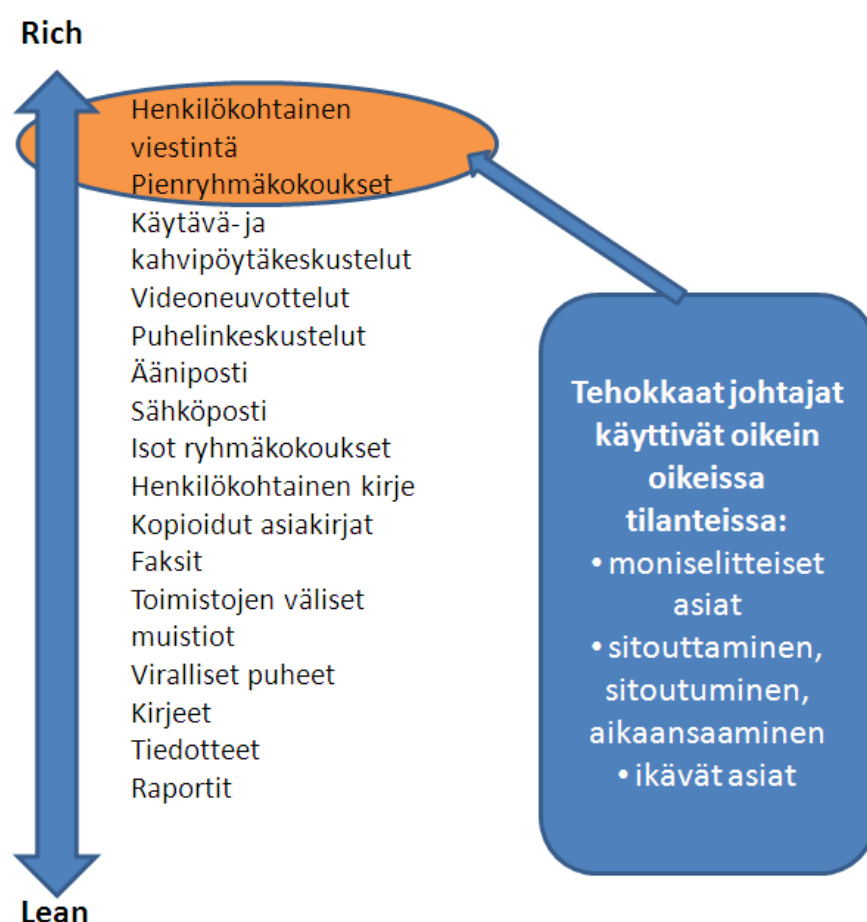 Rich
Henkilökohtainen
viestintä
Pienryhmäkokoukset
Käytävä- ja
kahvipöytäkeskustelut
Videoneuvottelut
Puhelinkeskustelut
Ääniposti
Sähköposti
Isot ryhmäkokoukset
Henkilökohtainen kirje
Kopioidut asiakirjat
Faksit
Toimistojen väliset
muistiot
Viralliset puheet
Kirjeet
Tiedotteet
Raportit
Lean
Tehokkaat johtajat
käyttivät oikein
oikeissa
tilanteissa:
• moniselitteiset
asiat
• sitouttaminen,
sitoutuminen,
aikaansaaminen
• ikävät asiat